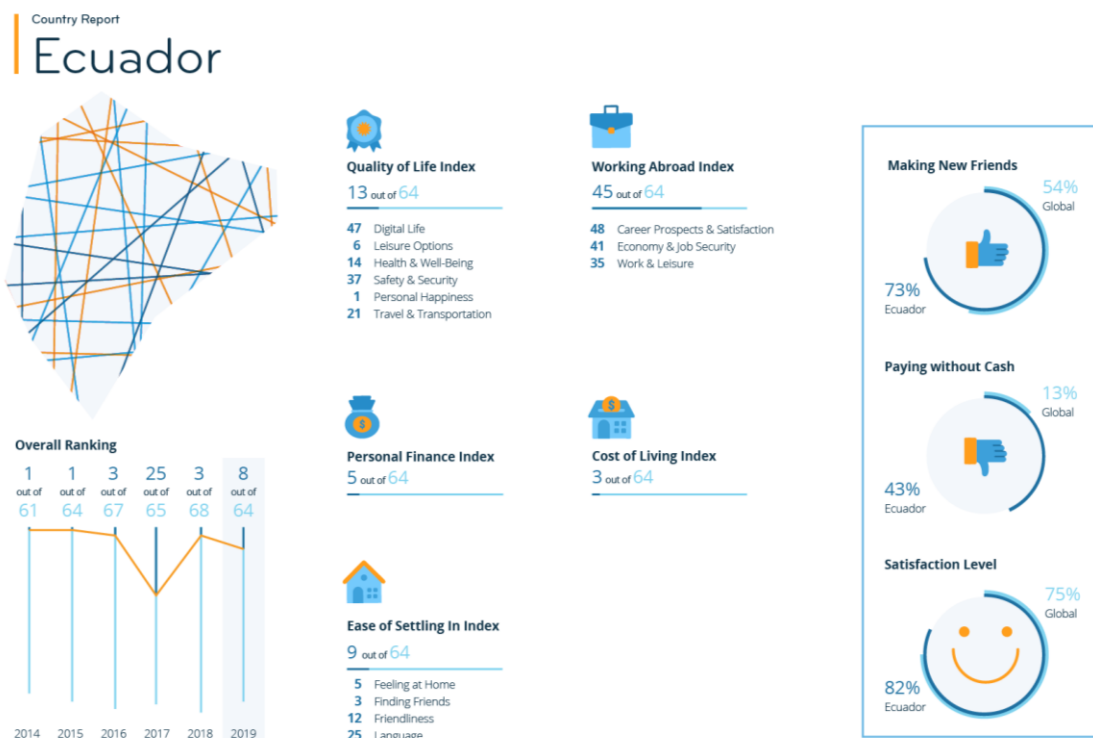 Country Report
Ecuador
Quality of Life Index
13 out of 64
47 Digital Life
6 Leisure Options
14 Health & Well-Being
37 Safety & Security
1 Personal Happiness
21 Travel & Transportation
Working Abroad Index
45 out of 64
48 Career Prospects & Satisfaction
41 Economy & Job Security
35 Work & Leisure
Overall Ranking
1 1 3 25 3 8
out of out of out of out of out of out of
61 64 67 65 68 64
2014 2015 2016 2017 2018 2019
$
Personal Finance Index
5 out of 64
$
Cost of Living Index
3 out of 64
Ease of Settling In Index
9 out of 64
5 Feeling at Home
3 Finding Friends
12 Friendliness
25 Language
Making New Friends
54%
Global
73%
Ecuador
Paying without Cash
13%
Global
43%
Ecuador
Satisfaction Level
75%
Global
82%
Ecuador